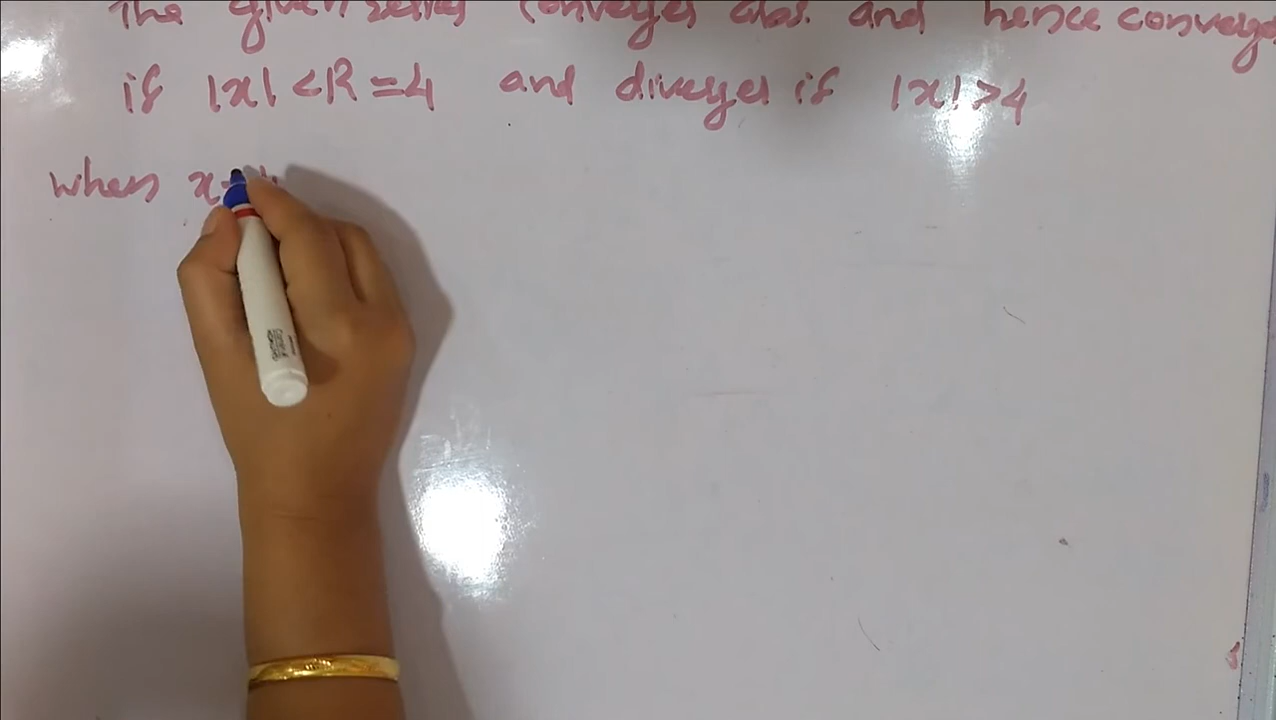 The given series converges abs. and hence converges
if |x| < R = 4 and diverges if |x| > 4
when x